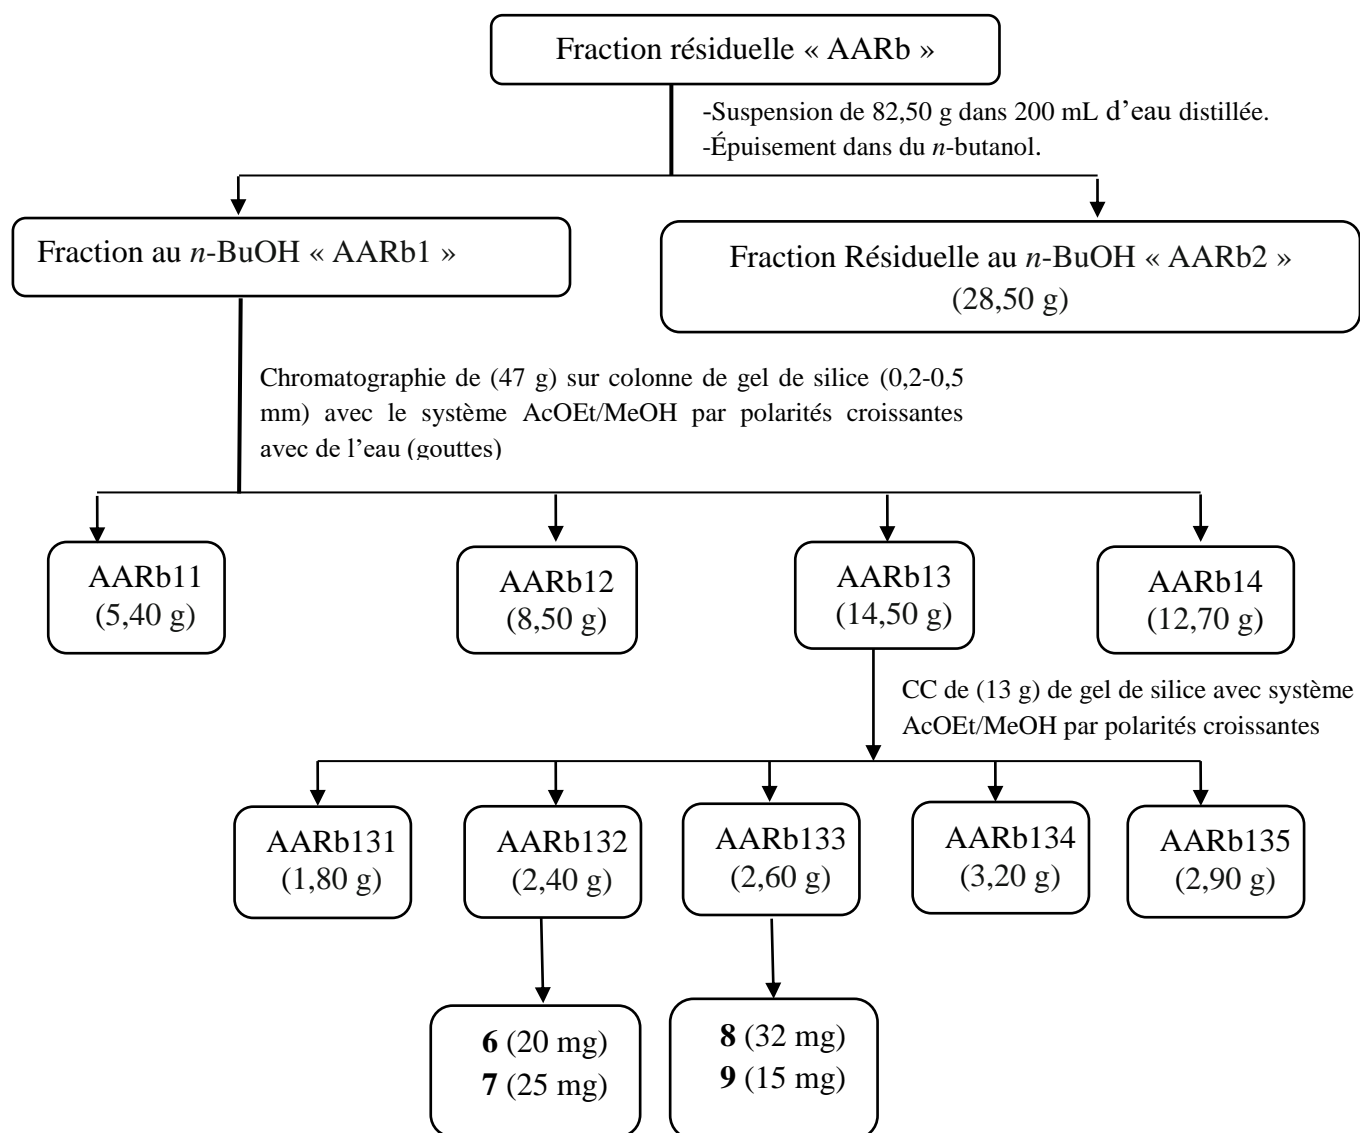 Fraction résiduelle « AARb »
-Suspension de 82,50 g dans 200 mL d’eau distillée.
-Épuisement dans du n-butanol.
Fraction au n-BuOH « AARb1 »
Fraction Résiduelle au n-BuOH « AARb2 »
(28,50 g)
Chromatographie de (47 g) sur colonne de gel de silice (0,2-0,5
mm) avec le système AcOEt/MeOH par polarités croissantes
avec de l’eau (gouttes)
AARb11
(5,40 g)
AARb12
(8,50 g)
AARb13
(14,50 g)
AARb14
(12,70 g)
CC de (13 g) de gel de silice avec système
AcOEt/MeOH par polarités croissantes
AARb131
(1,80 g)
AARb132
(2,40 g)
AARb133
(2,60 g)
AARb134
(3,20 g)
AARb135
(2,90 g)
6 (20 mg)
7 (25 mg)
8 (32 mg)
9 (15 mg)